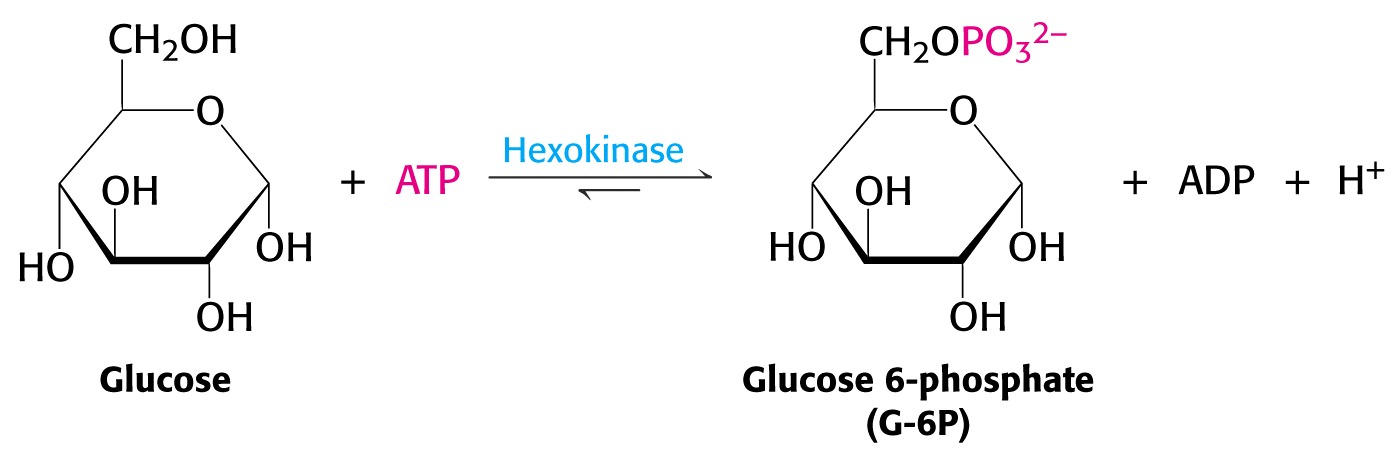 CH₂OH
O
OH
HO
OH
OH
Glucose
+ ATP
Hexokinase
CH₂OPO₃²⁻
O
OH
HO
OH
OH
Glucose 6-phosphate
(G-6P)
+ ADP + H⁺